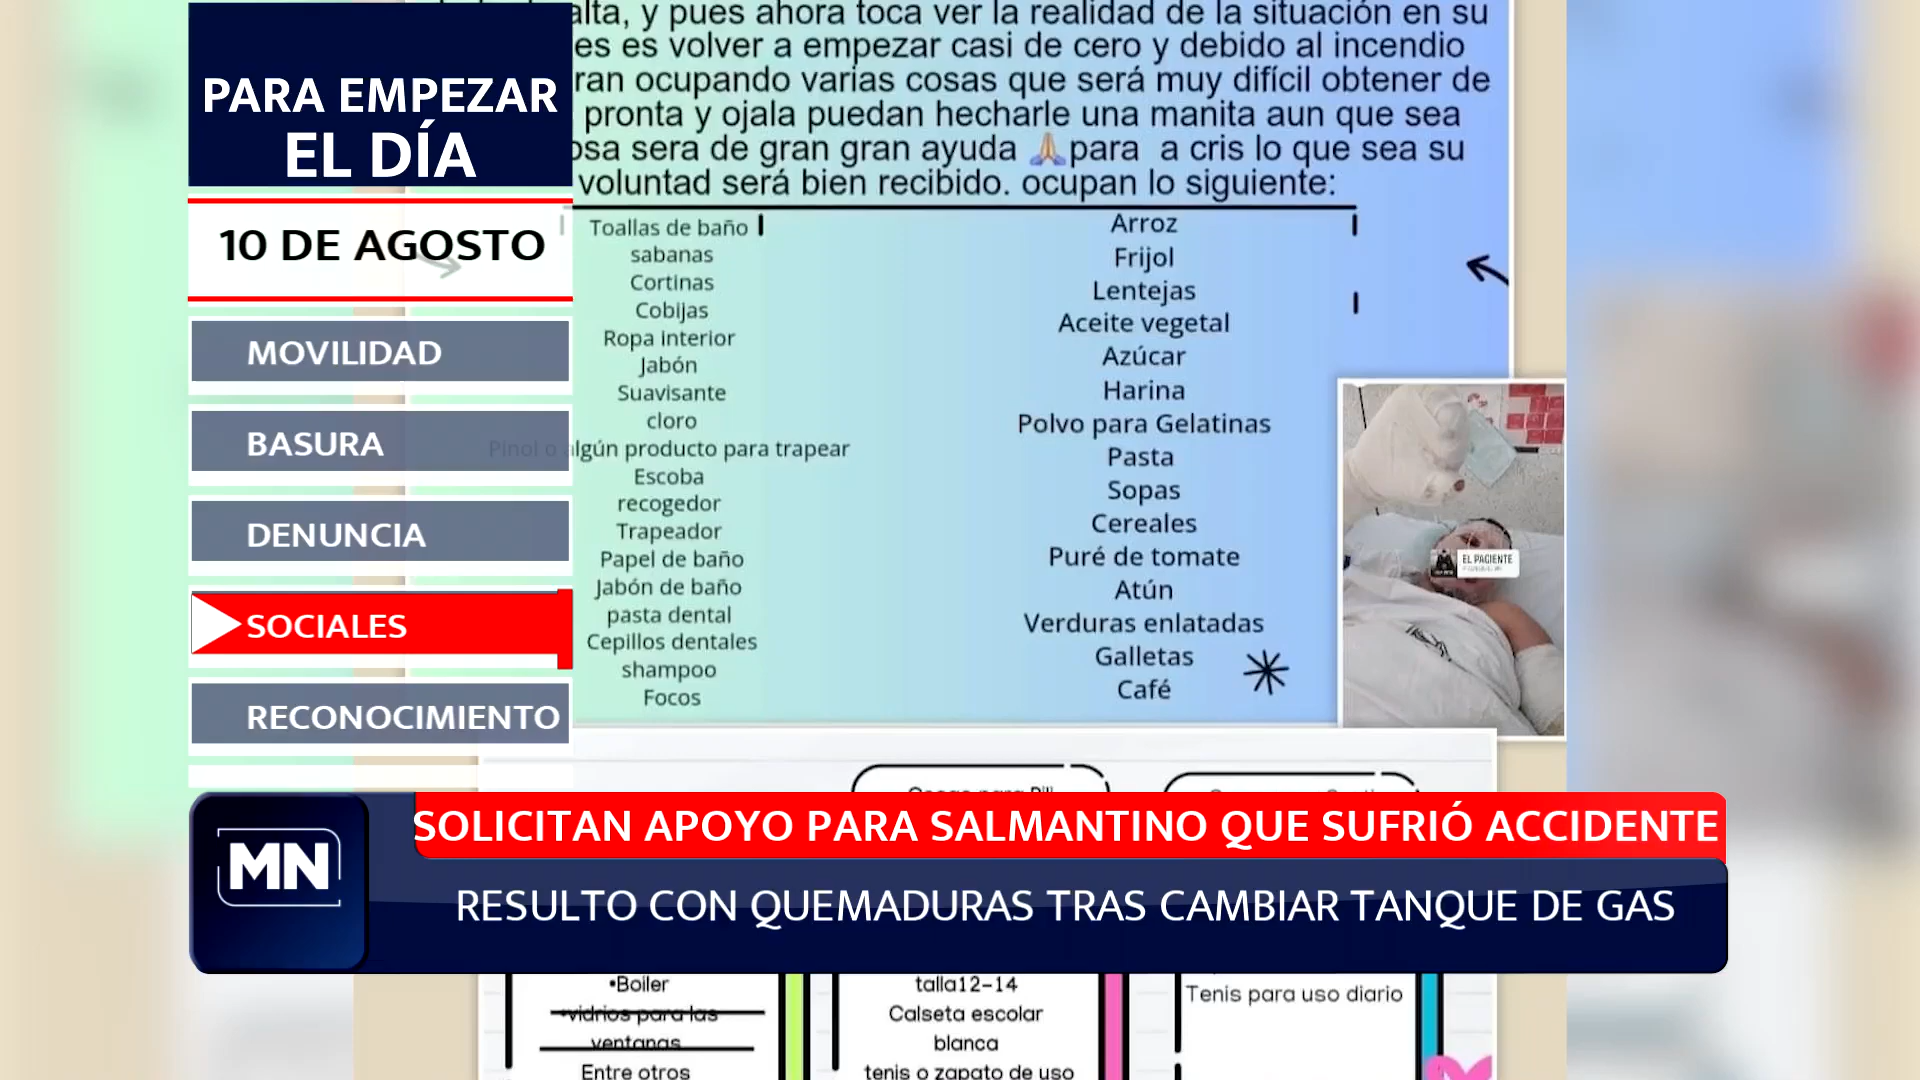 PARA EMPEZAR
EL DÍA
10 DE AGOSTO
MOVILIDAD
BASURA
DENUNCIA
SOCIALES
RECONOCIMIENTO
alta, y pues ahora toca ver la realidad de la situación en su
es es volver a empezar casi de cero y debido al incendio
ran ocupando varias cosas que será muy difícil obtener de
pronta y ojala puedan hecharle una manita aun que sea
osa sera de gran gran ayuda 🙏para a cris lo que sea su
voluntad será bien recibido. ocupan lo siguiente:
Toallas de baño
sabanas
Cortinas
Cobijas
Ropa interior
Jabón
Suavisante
cloro
Pinol o algún producto para trapear
Escoba
recogedor
Trapeador
Papel de baño
Jabón de baño
pasta dental
Cepillos dentales
shampoo
Focos
Arroz
Frijol
Lentejas
Aceite vegetal
Azúcar
Harina
Polvo para Gelatinas
Pasta
Sopas
Cereales
Puré de tomate
Atún
Verduras enlatadas
Galletas
Café
EL PACIENTE
MN
SOLICITAN APOYO PARA SALMANTINO QUE SUFRIÓ ACCIDENTE
RESULTO CON QUEMADURAS TRAS CAMBIAR TANQUE DE GAS
•Boiler
•vidrios para las
ventanas
Entre otros
talla12-14
Calseta escolar
blanca
tenis o zapato de uso
Tenis para uso diario